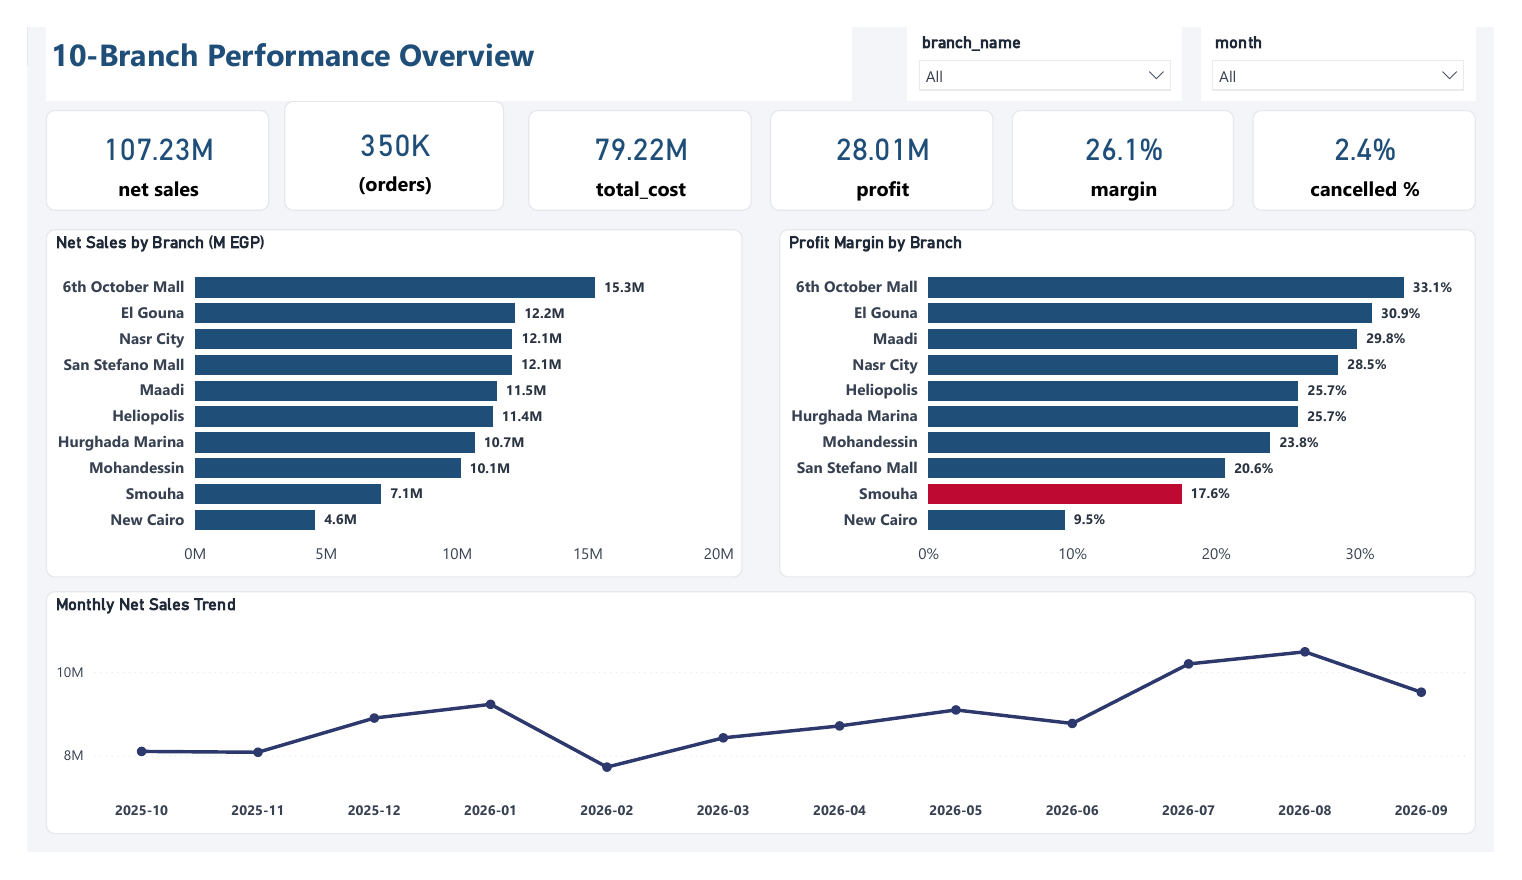 10-Branch Performance Overview
branch_name
All
month
All
107.23M
net sales
350K
(orders)
79.22M
total_cost
28.01M
profit
26.1%
margin
2.4%
cancelled %
Net Sales by Branch (M EGP)
6th October Mall 15.3M
El Gouna 12.2M
Nasr City 12.1M
San Stefano Mall 12.1M
Maadi 11.5M
Heliopolis 11.4M
Hurghada Marina 10.7M
Mohandessin 10.1M
Smouha 7.1M
New Cairo 4.6M
0M 5M 10M 15M 20M
Profit Margin by Branch
6th October Mall 33.1%
El Gouna 30.9%
Maadi 29.8%
Nasr City 28.5%
Heliopolis 25.7%
Hurghada Marina 25.7%
Mohandessin 23.8%
San Stefano Mall 20.6%
Smouha 17.6%
New Cairo 9.5%
0% 10% 20% 30%
Monthly Net Sales Trend
10M
8M
2025-10 2025-11 2025-12 2026-01 2026-02 2026-03 2026-04 2026-05 2026-06 2026-07 2026-08 2026-09